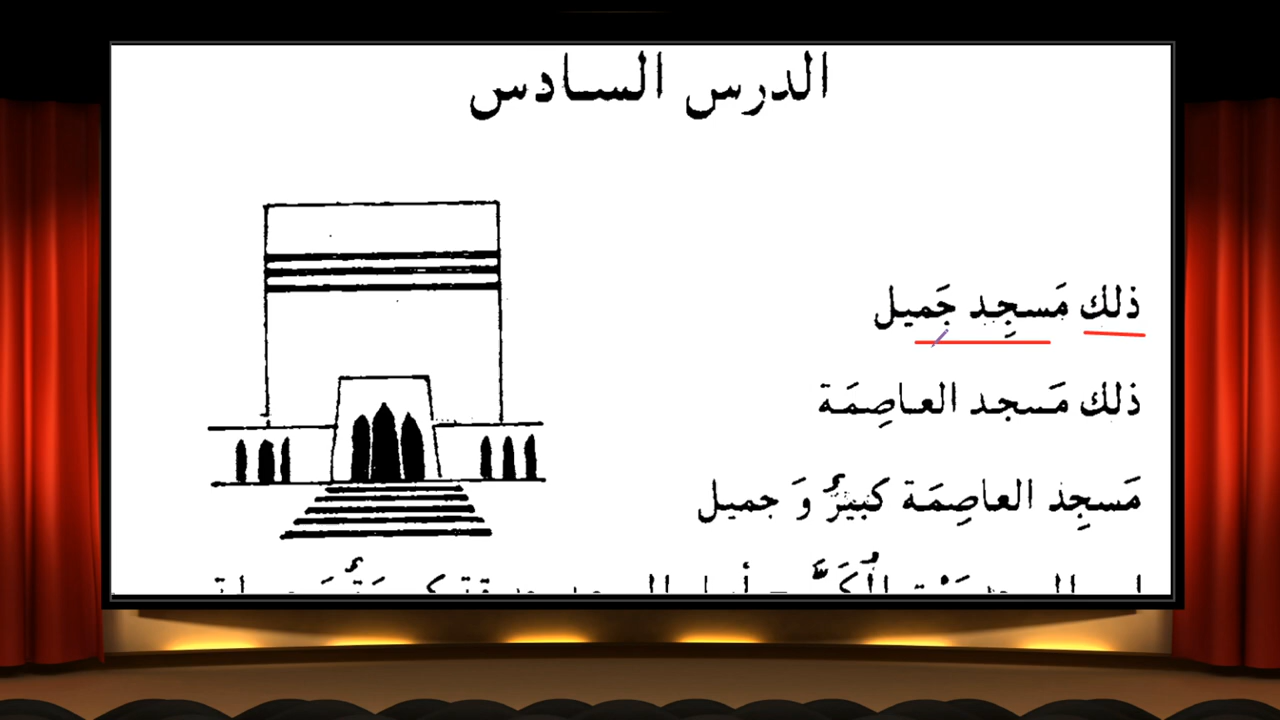 الدرس السادس
ذلك مَسجِد جَميل
ذلك مَسجد العاصِمَة
مَسجِد العاصِمَة كبيرٌ وَ جميل